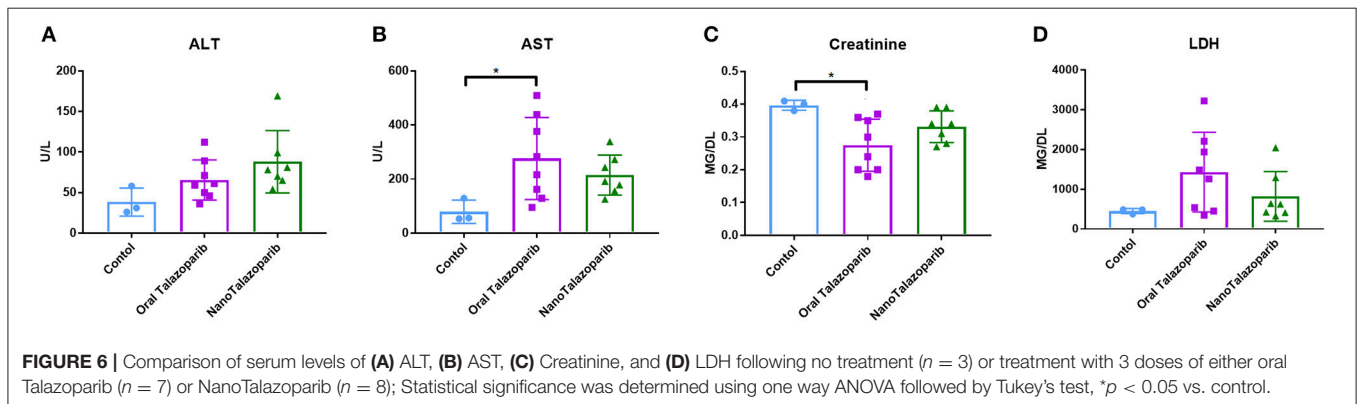 A
ALT
200
150
100
50
0
U/L
Contol
Oral Talazoparib
NanoTalazoparib
B
AST
600
400
200
0
U/L
*
Contol
Oral Talazoparib
NanoTalazoparib
C
Creatinine
0.5
0.4
0.3
0.2
0.1
0.0
MG/DL
*
Contol
Oral Talazoparib
NanoTalazoparib
D
LDH
4000
3000
2000
1000
0
MG/DL
Contol
Oral Talazoparib
NanoTalazoparib
FIGURE 6 | Comparison of serum levels of (A) ALT, (B) AST, (C) Creatinine, and (D) LDH following no treatment (n = 3) or treatment with 3 doses of either oral
Talazoparib (n = 7) or NanoTalazoparib (n = 8); Statistical significance was determined using one way ANOVA followed by Tukey's test, *p < 0.05 vs. control.